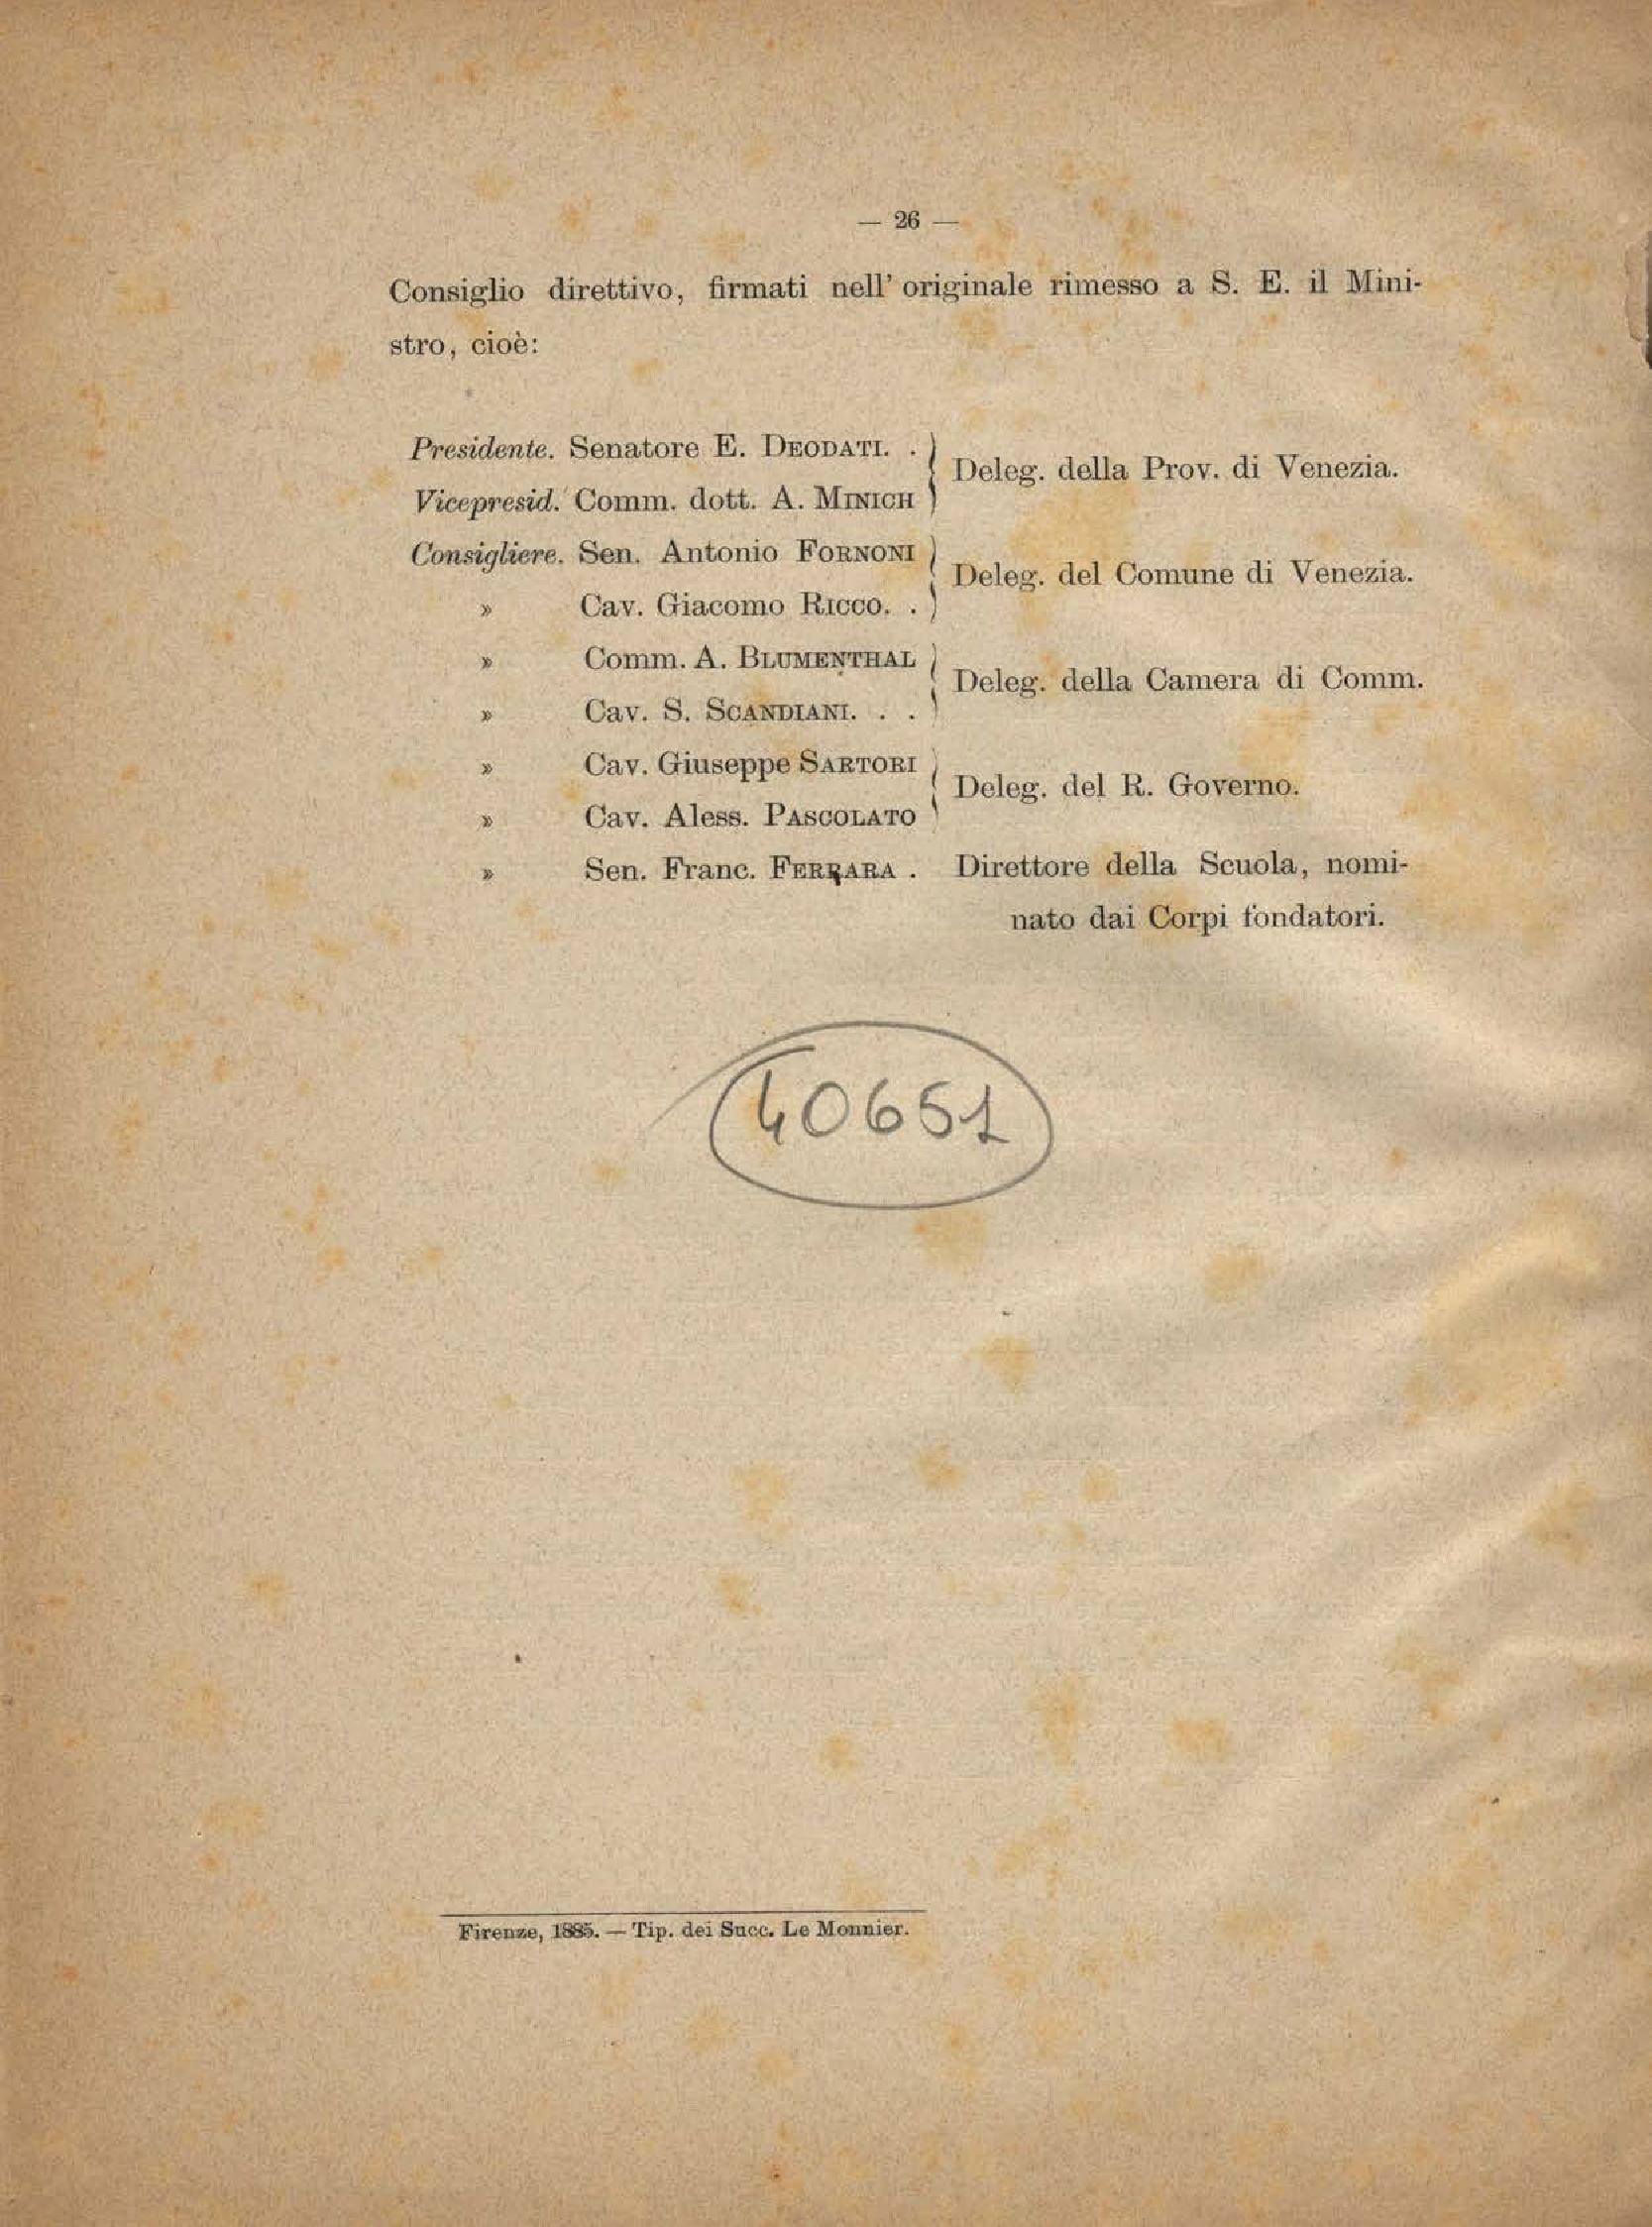 — 26 —
Consiglio direttivo, firmati nell' originale rimesso a S. E. il Mini-
stro, cioè:
Presidente. Senatore E. DEODATI. .
Deleg. della Prov. di Venezia.
Vicepresid. Comm. dott. A. MINICH
Consigliere. Sen. Antonio FORNONI
Deleg. del Comune di Venezia.
» Cav. Giacomo RICCO. .
» Comm. A. BLUMENTHAL
Deleg. della Camera di Comm.
» Cav. S. SCANDIANI. . .
» Cav. Giuseppe SARTORI
Deleg. del R. Governo.
» Cav. Aless. PASCOLATO
» Sen. Franc. FERRARA . Direttore della Scuola, nomi-
nato dai Corpi fondatori.
40651
Firenze, 1885. — Tip. dei Succ. Le Monnier.